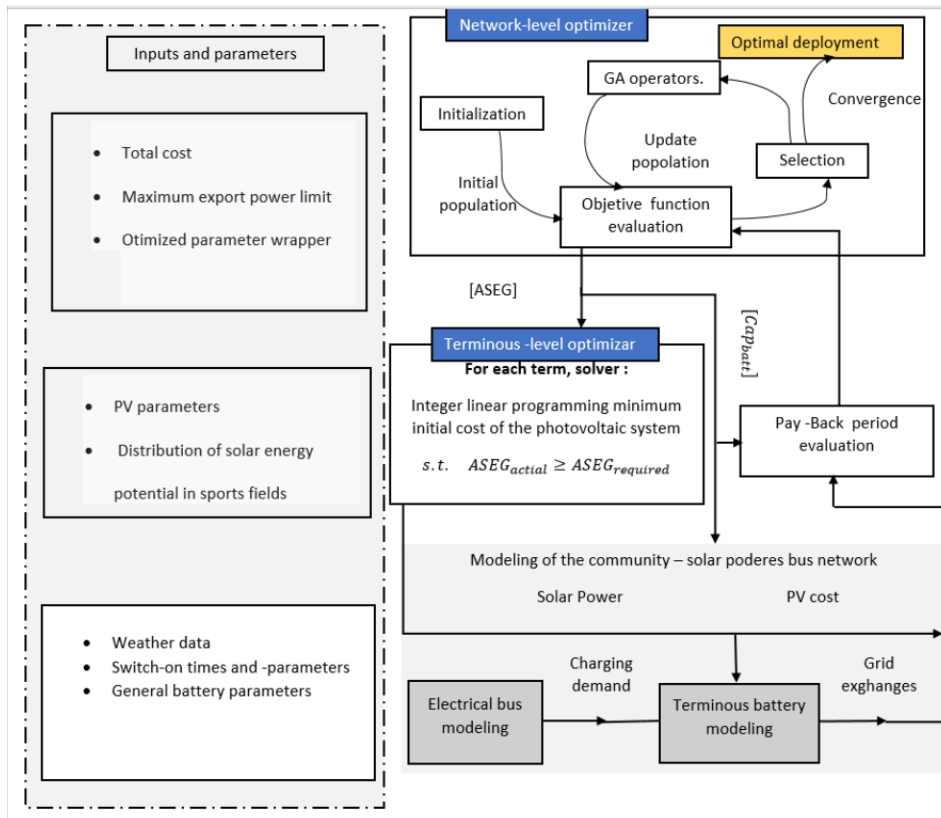 Inputs and parameters
• Total cost
• Maximum export power limit
• Otimized parameter wrapper
• PV parameters
• Distribution of solar energy
potential in sports fields
• Weather data
• Switch-on times and -parameters
• General battery parameters
Network-level optimizer
Optimal deployment
GA operators.
Convergence
Initialization
Update
popolation
Selection
Initial
population
Objetive function
evaluation
[ASEG]
[Cap_batt]
Terminous -level optimizar
For each term, solver :
Integer linear programming minimum
initial cost of the photovoltaic system
s.t. ASEG_actial ≥ ASEG_required
Pay -Back period
evaluation
Modeling of the community – solar poderes bus network
Solar Power
PV cost
Charging
demand
Grid
exghanges
Electrical bus
modeling
Terminous battery
modeling